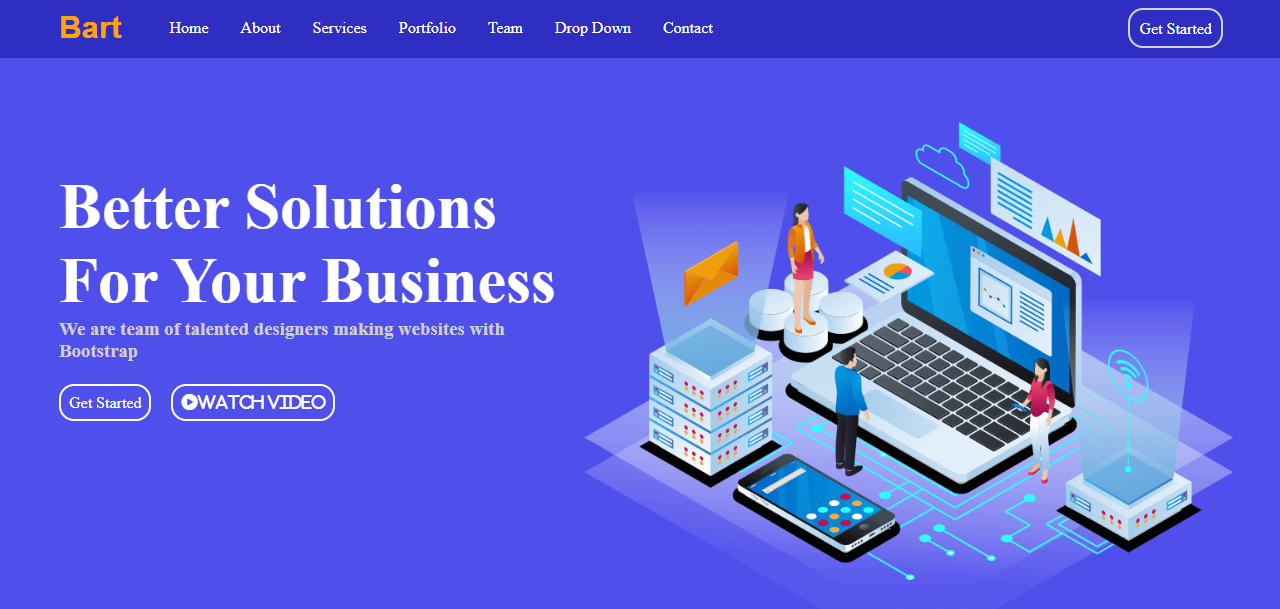 Bart
Home About Services Portfolio Team Drop Down Contact
Get Started
Better Solutions
For Your Business
We are team of talented designers making websites with
Bootstrap
Get Started
WATCH VIDEO